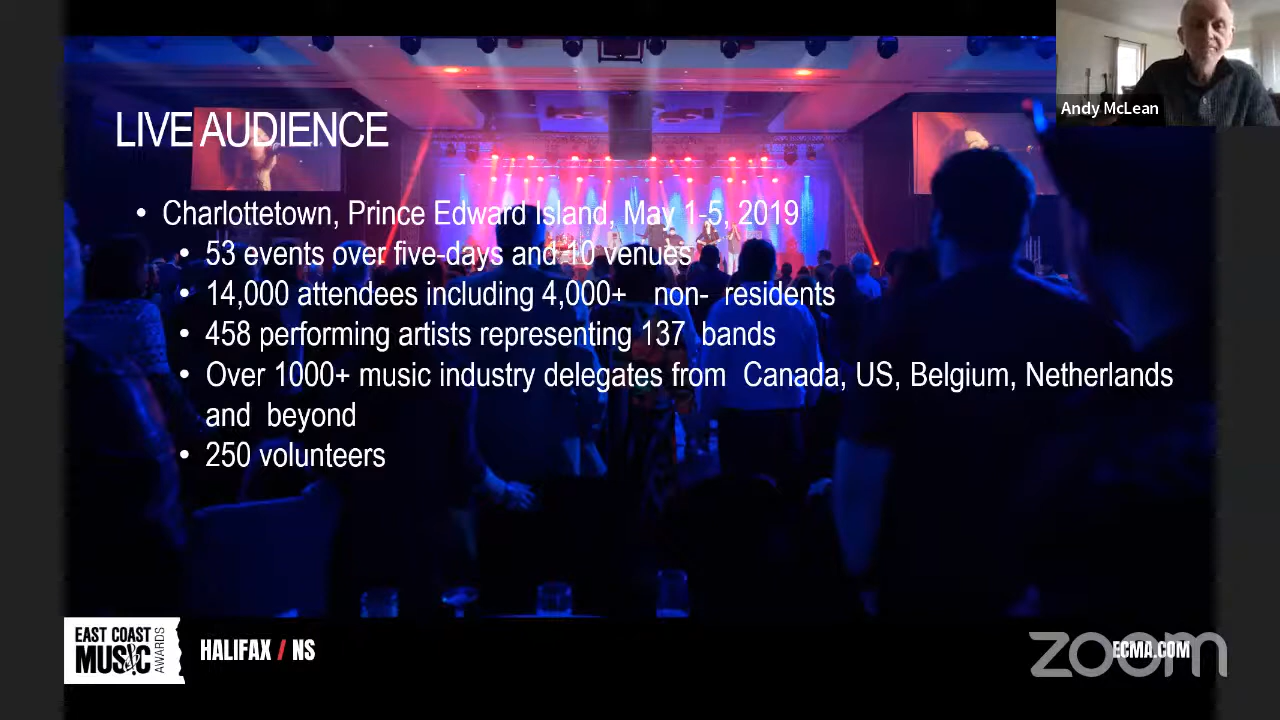 Andy McLean
LIVE AUDIENCE
• Charlottetown, Prince Edward Island, May 1-5, 2019
• 53 events over five-days and 10 venues
• 14,000 attendees including 4,000+ non- residents
• 458 performing artists representing 137 bands
• Over 1000+ music industry delegates from Canada, US, Belgium, Netherlands
and beyond
• 250 volunteers
EAST COAST
MUSIC
AWARDS
HALIFAX / NS
ECMA.COM
zoom